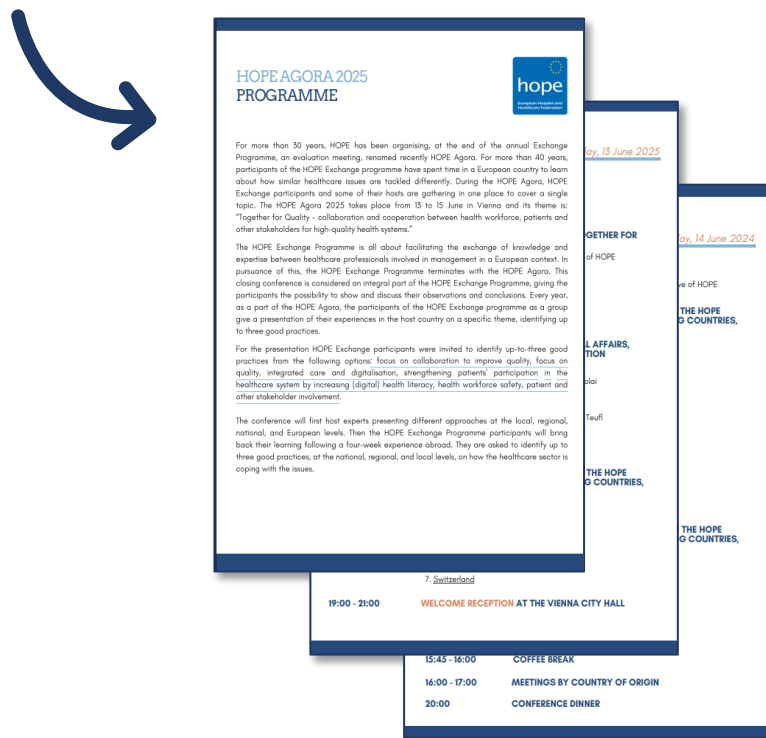 HOPE AGORA 2025
PROGRAMME
hope
European Hospital and
Healthcare Federation
For more than 30 years, HOPE has been organising, at the end of the annual Exchange
Programme, an evaluation meeting, renamed recently HOPE Agora. For more than 40 years,
participants of the HOPE Exchange programme have spent time in a European country to learn
about how similar healthcare issues are tackled differently. During the HOPE Agora, HOPE
Exchange participants and some of their hosts are gathering in one place to cover a single
topic. The HOPE Agora 2025 takes place from 13 to 15 June in Vienna and its theme is:
“Together for Quality – collaboration and cooperation between health workforce, patients and
other stakeholders for high-quality health systems.”
The HOPE Exchange Programme is all about facilitating the exchange of knowledge and
expertise between healthcare professionals involved in management in a European context. In
pursuance of this, the HOPE Exchange Programme terminates with the HOPE Agora. This
closing conference is considered an integral part of the HOPE Exchange Programme, giving the
participants the possibility to show and discuss their observations and conclusions. Every year,
as a part of the HOPE Agora, the participants of the HOPE Exchange programme as a group
give a presentation of their experiences in the host country on a specific theme, identifying up
to three good practices.
For the presentation HOPE Exchange participants were invited to identify up-to-three good
practices from the following options: focus on collaboration to improve quality, focus on
quality, integrated care and digitalisation, strengthening patients’ participation in the
healthcare system by increasing (digital) health literacy, health workforce safety, patient and
other stakeholder involvement.
The conference will first host experts presenting different approaches at the local, regional,
national, and European levels. Then the HOPE Exchange Programme participants will bring
back their learning following a four-week experience abroad. They are asked to identify up to
three good practices, at the national, regional, and local levels, on how the healthcare sector is
coping with the issues.
ay, 13 June 2025
GETHER FOR
of HOPE
L AFFAIRS,
TION
olai
Teufl
THE HOPE
G COUNTRIES,
7. Switzerland
19:00 - 21:00 WELCOME RECEPTION AT THE VIENNA CITY HALL
ay, 14 June 2024
ve of HOPE
THE HOPE
G COUNTRIES,
THE HOPE
G COUNTRIES,
15:45 - 16:00 COFFEE BREAK
16:00 - 17:00 MEETINGS BY COUNTRY OF ORIGIN
20:00 CONFERENCE DINNER